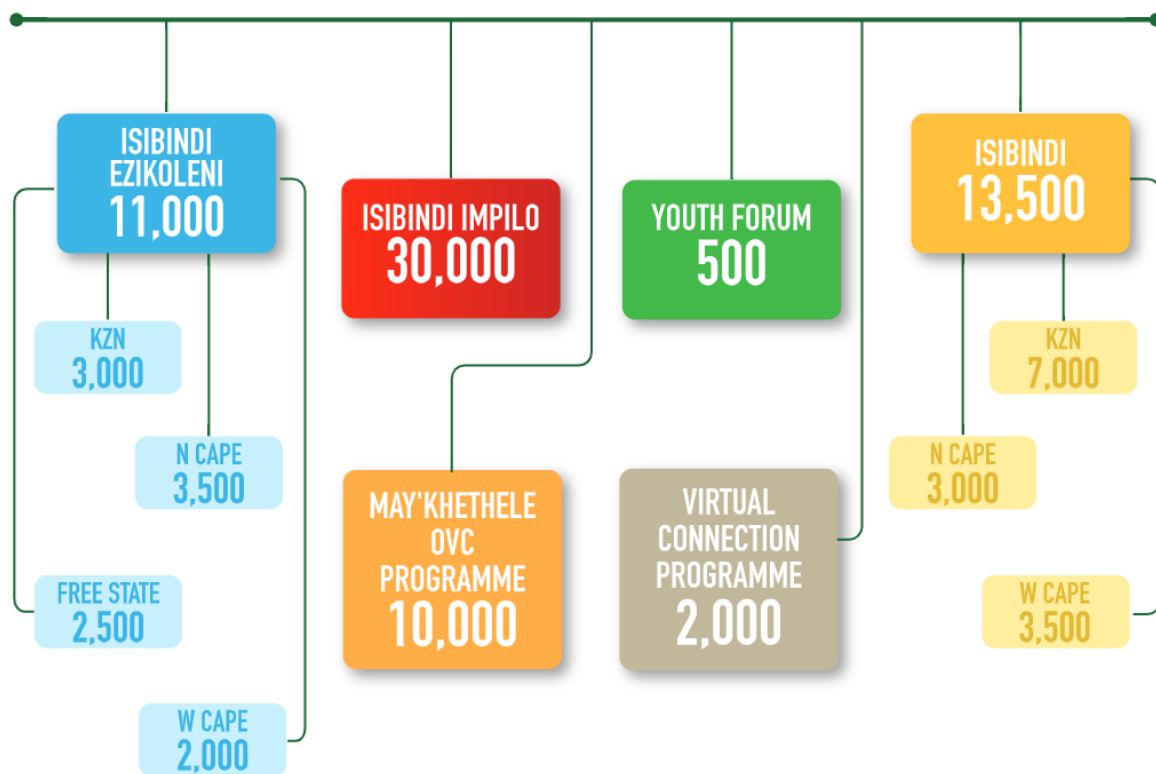 ISIBINDI
EZIKOLENI
11,000
KZN
3,000
N CAPE
3,500
FREE STATE
2,500
W CAPE
2,000
ISIBINDI IMPILO
30,000
MAY'KHETHELE
OVC
PROGRAMME
10,000
YOUTH FORUM
500
VIRTUAL
CONNECTION
PROGRAMME
2,000
ISIBINDI
13,500
KZN
7,000
N CAPE
3,000
W CAPE
3,500